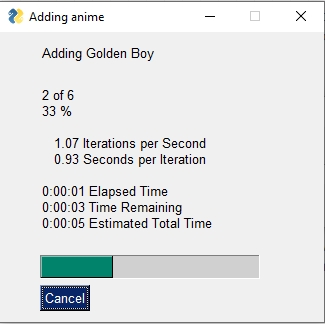 Adding anime
Adding Golden Boy
2 of 6
33 %
1.07 Iterations per Second
0.93 Seconds per Iteration
0:00:01 Elapsed Time
0:00:03 Time Remaining
0:00:05 Estimated Total Time
Cancel